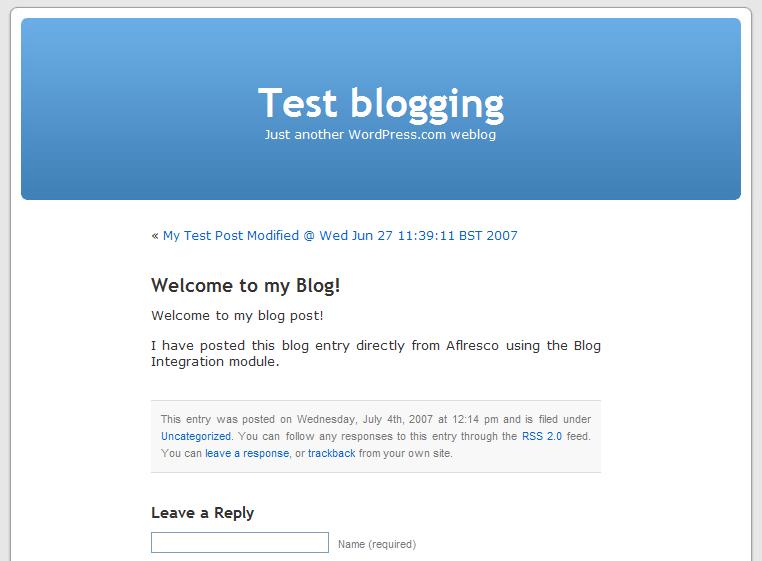 Test blogging
Just another WordPress.com weblog
« My Test Post Modified @ Wed Jun 27 11:39:11 BST 2007
Welcome to my Blog!
Welcome to my blog post!
I have posted this blog entry directly from Aflresco using the Blog
Integration module.
This entry was posted on Wednesday, July 4th, 2007 at 12:14 pm and is filed under
Uncategorized. You can follow any responses to this entry through the RSS 2.0 feed.
You can leave a response, or trackback from your own site.
Leave a Reply
Name (required)